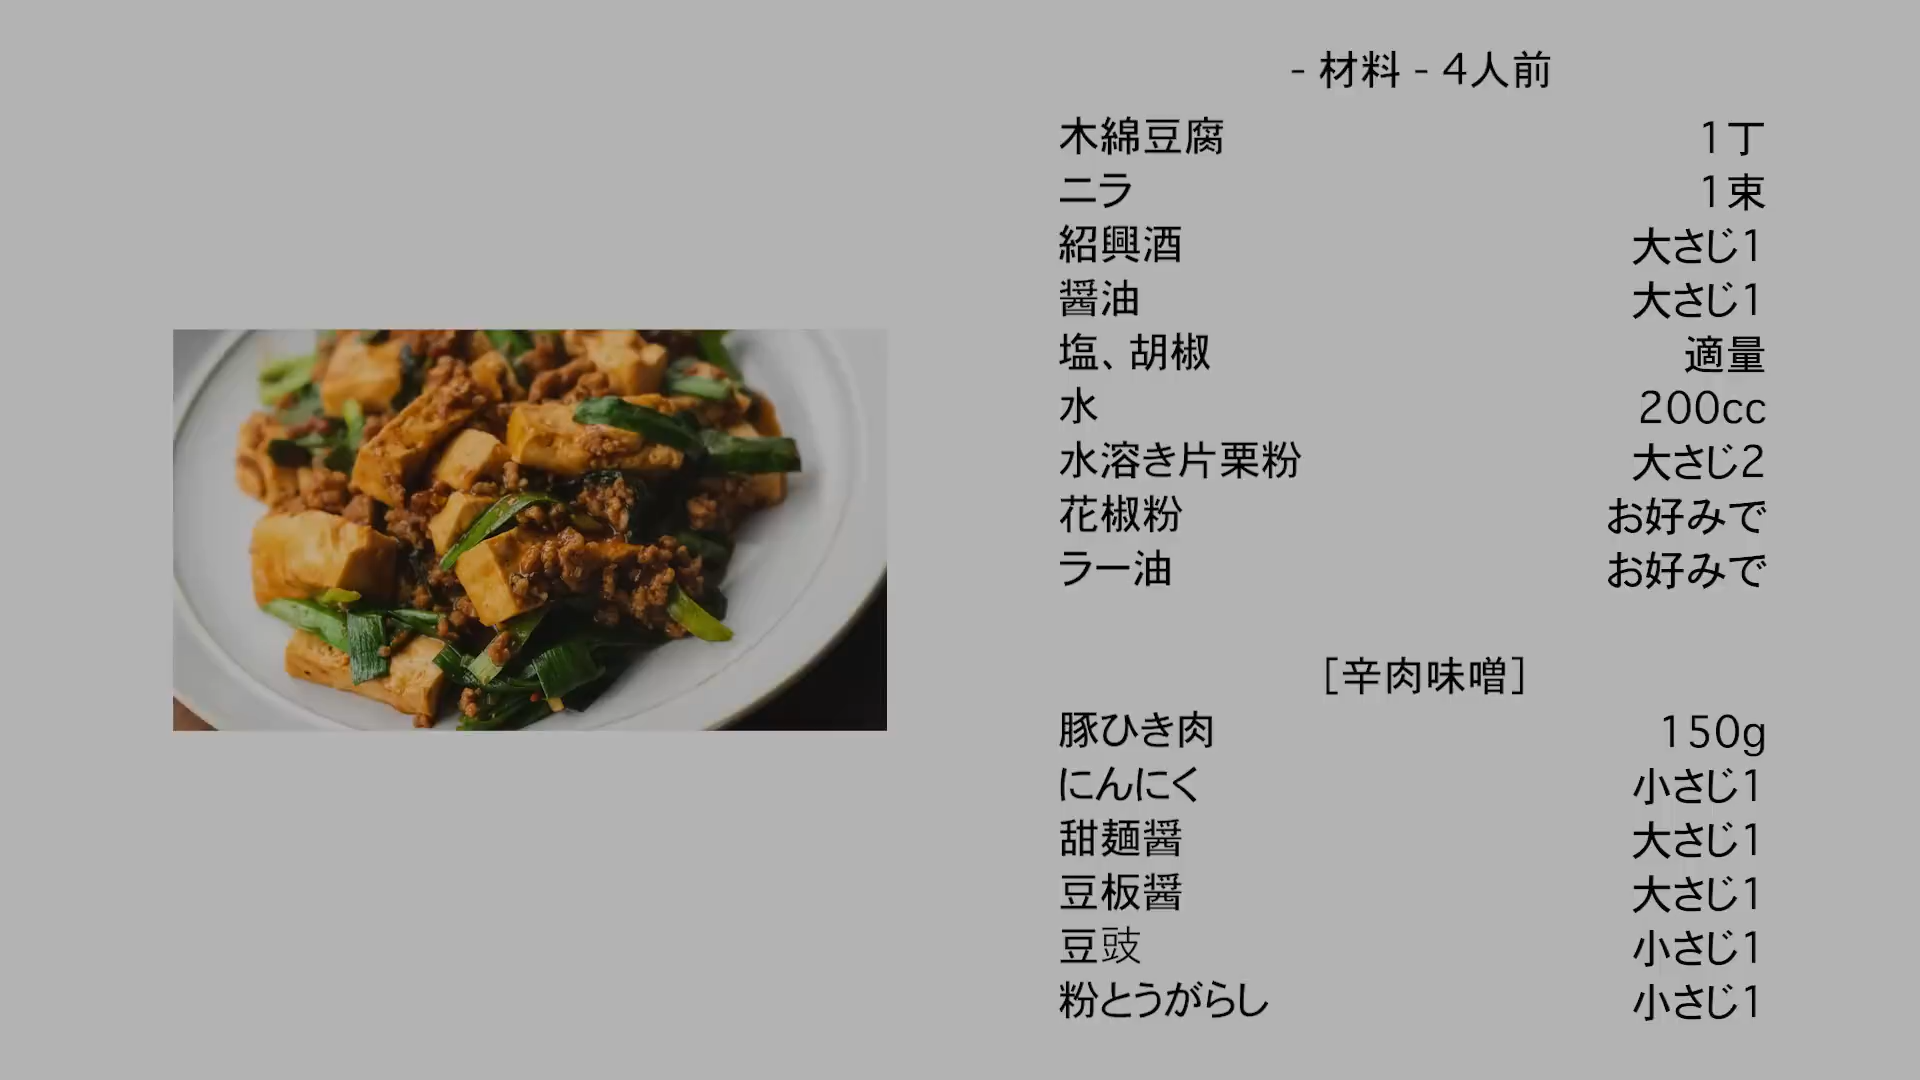 - 材料 - 4人前
木綿豆腐 1丁
ニラ 1束
紹興酒 大さじ1
醤油 大さじ1
塩、胡椒 適量
水 200cc
水溶き片栗粉 大さじ2
花椒粉 お好みで
ラー油 お好みで
［辛肉味噌］
豚ひき肉 150g
にんにく 小さじ1
甜麺醤 大さじ1
豆板醤 大さじ1
豆豉 小さじ1
粉とうがらし 小さじ1